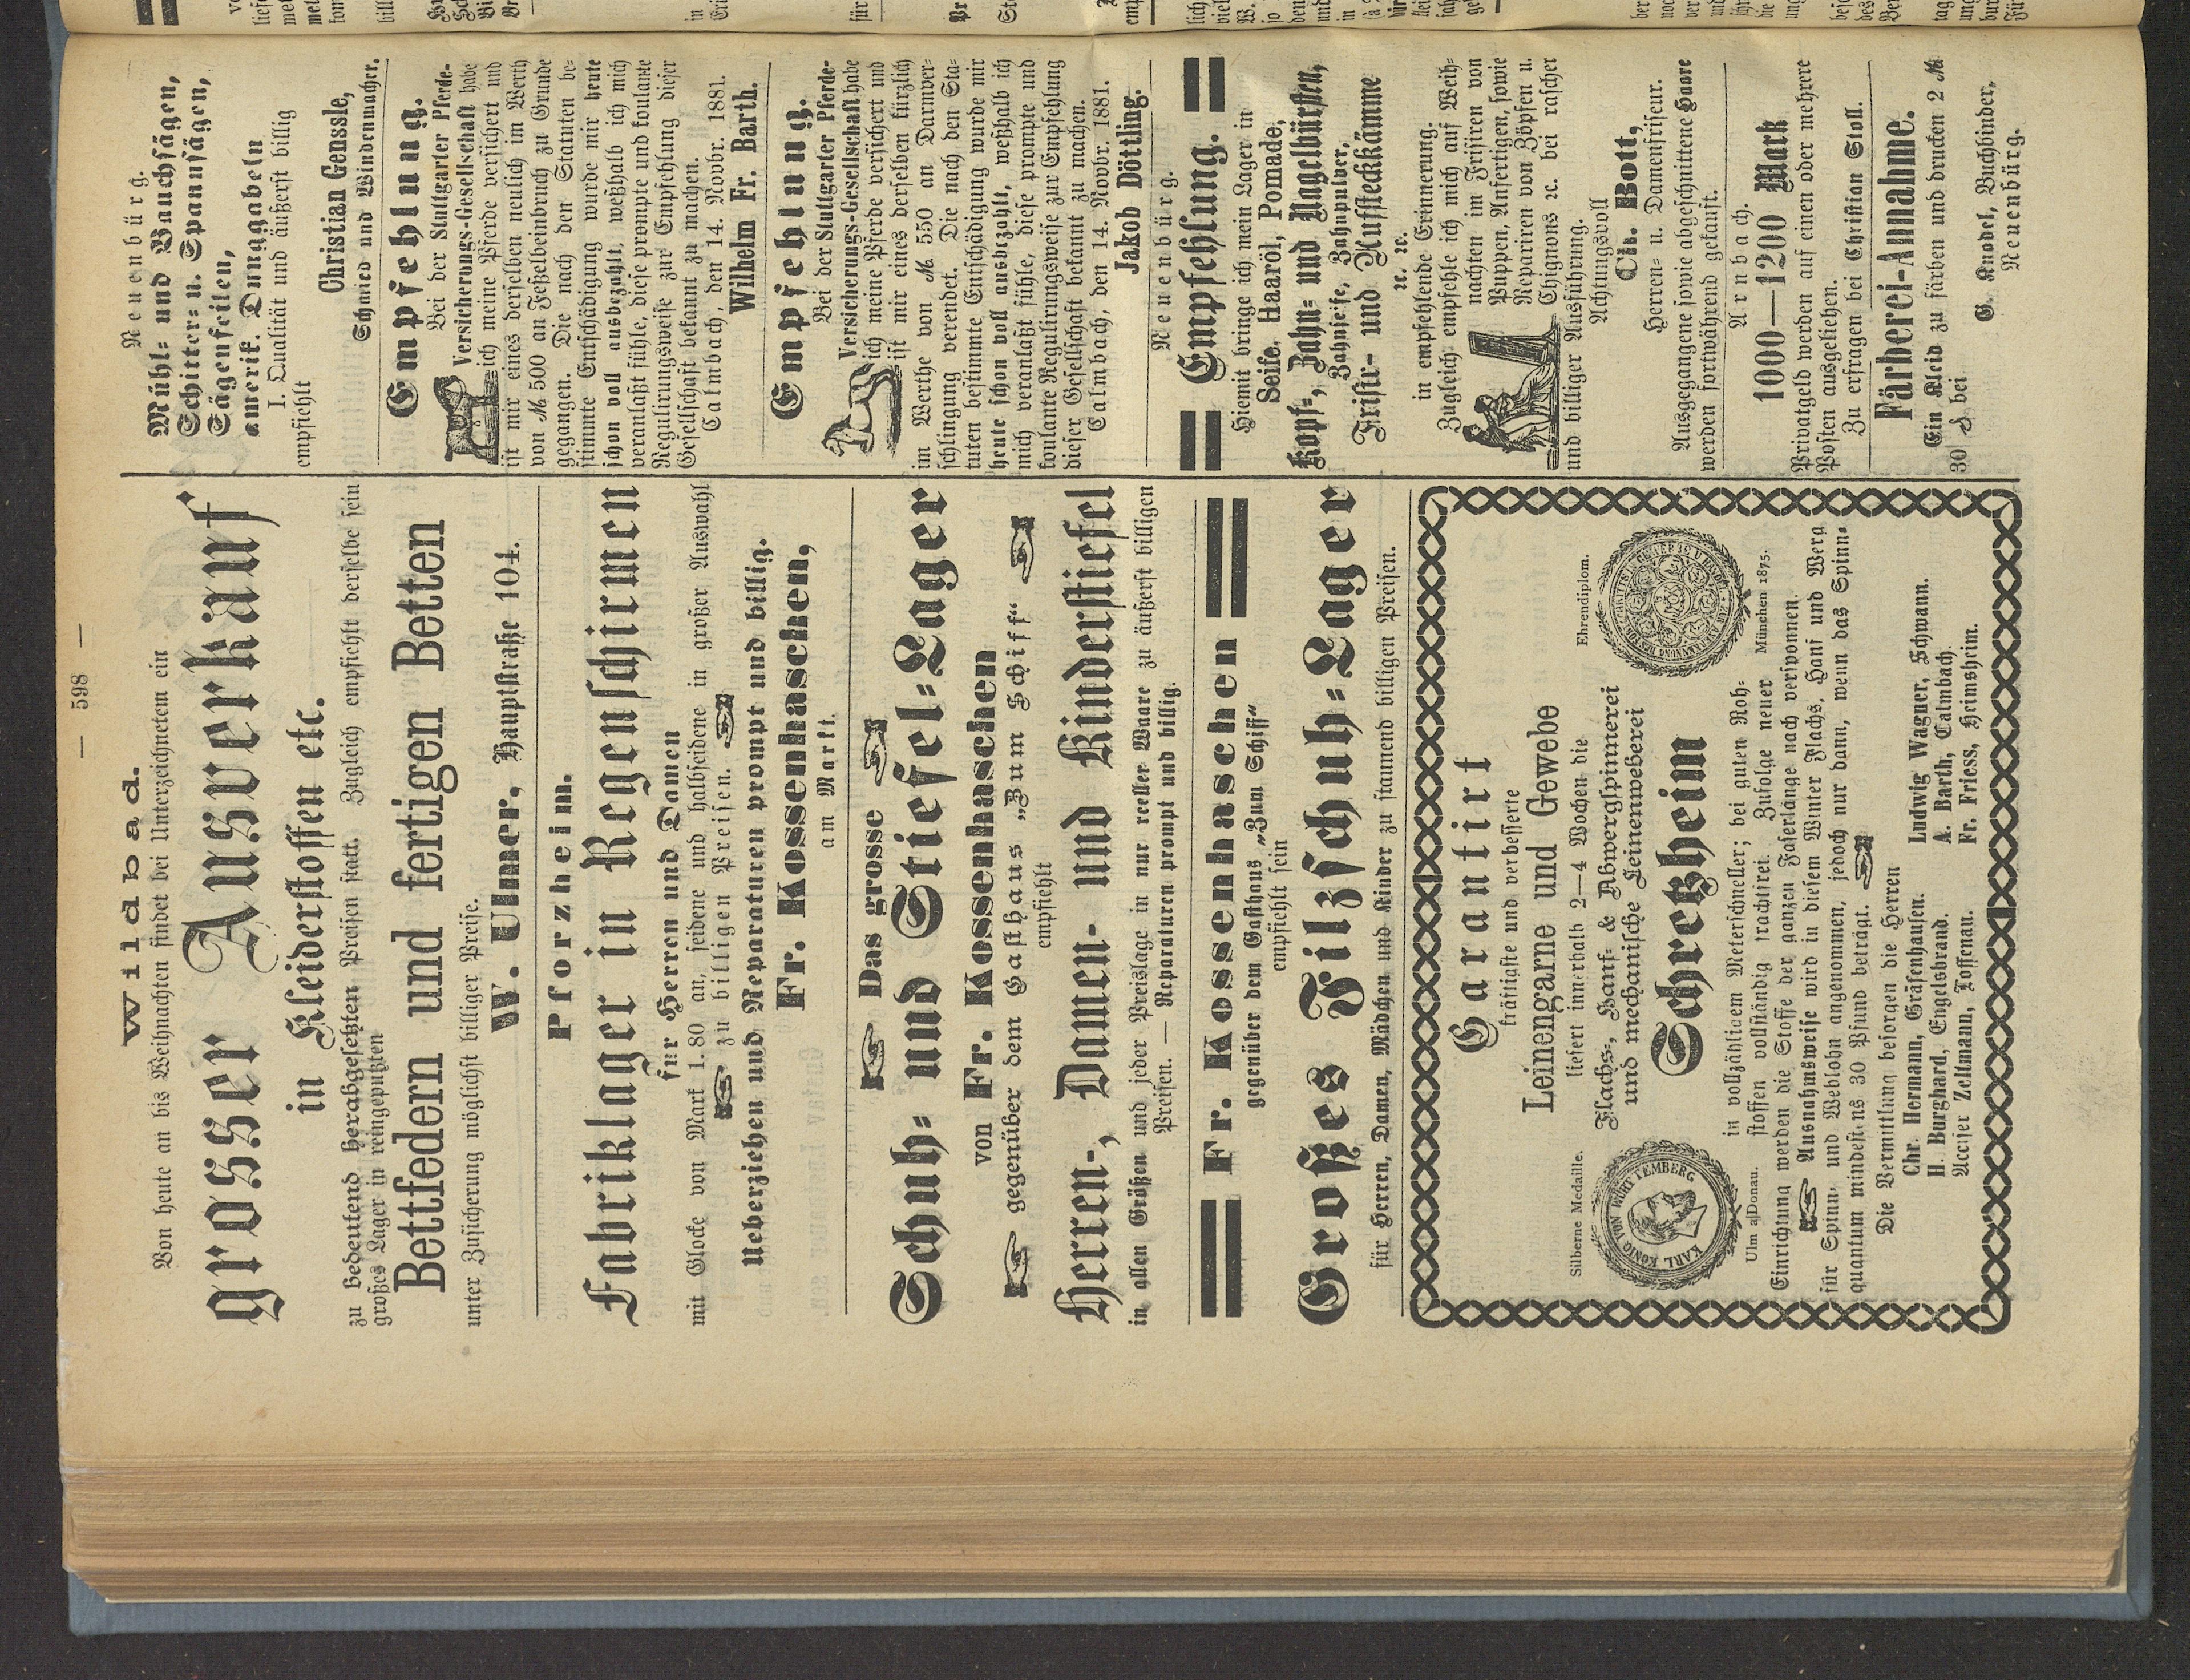 — 598 —
Wildbad.
Von heute an bis Weihnachten findet bei Unterzeichnetem ein
grosser Ausverkauf
in Kleiderstoffen etc.
zu bedeutend herabgesetzten Preisen statt. Zugleich empfiehlt derselbe sein
großes Lager in reingeputzten
Bettfedern und fertigen Betten
unter Zusicherung möglichst billiger Preise.
W. Ulmer, Hauptstraße 104.
Pforzheim.
Fabriklager in Regenschirmen
für Herren und Damen
mit Glocke von Mark 1. 80 an, seidene und halbseidene in großer Auswahl
zu billigen Preisen.
Ueberziehen und Reparaturen prompt und billig.
Fr. Kossenhaschen,
am Markt.
Das grosse
Schuh- und Stiefel-Lager
von Fr. Kossenhaschen
gegenüber dem Gasthaus „Zum Schiff“
empfiehlt
Herren-, Damen- und Kinderstiefel
in allen Größen und jeder Preislage in nur reeller Waare zu äußerst billigen
Preisen. — Reparaturen prompt und billig.
Fr. Kossenhaschen
gegenüber dem Gasthaus „Zum Schiff“
empfiehlt sein
Großes Filzschuh-Lager
für Herren, Damen, Mädchen und Kinder zu staunend billigen Preisen.
Garantirt
kräftigste und verbesserte
Leinengarne und Gewebe
liefert innerhalb 2—4 Wochen die
Flachs-, Hanf- & Abwergspinnerei
und mechanische Leinenweberei
Schretzheim
Silberne Medaille.
KARL KÖNIG VON WÜRTTEMBERG
Ulm a/Donau.
Ehrendiplom.
München 1875.
in vollzähligem Meterschneller; bei guten Roh-
stoffen vollständig frachtfrei. Zufolge neuer
Einrichtung werden die Stoffe der ganzen Faserlänge nach versponnen.
Ausnahmsweise wird in diesem Winter Flachs, Hanf und Werg
für Spinn- und Weblohn angenommen, jedoch nur dann, wenn das Spinn-
quantum mindestens 30 Pfund beträgt.
Die Vermittlung besorgen die Herren
Chr. Hermann, Gräfenhausen.
H. Burghard, Engelsbrand.
Acciser Zeltmann, Loffenau.
Ludwig Wagner, Schwann.
A. Barth, Calmbach.
Fr. Friess, Heimsheim.
Neuenbürg.
Mühl- und Bauchsägen,
Schitter- u. Spannsägen,
Sägenfeilen,
amerik. Dunggabeln
I. Qualität und äußerst billig
empfiehlt
Christian Genssle,
Schmied und Windenmacher.
Empfehlung.
Bei der Stuttgarter Pferde-
Versicherungs-Gesellschaft habe
ich meine Pferde versichert und
ist mir eines derselben neulich im Werth
von M 500 an Feßelbeinbruch zu Grunde
gegangen. Die nach den Statuten be-
stimmte Entschädigung wurde mir heute
schon voll ausbezahlt, weßhalb ich mich
veranlaßt fühle, diese prompte und koulante
Regulirungsweise zur Empfehlung dieser
Gesellschaft bekannt zu machen.
Calmbach, den 14. Novbr. 1881.
Wilhelm Fr. Barth.
Empfehlung.
Bei der Stuttgarter Pferde-
Versicherungs-Gesellschaft habe
ich meine Pferde versichert und
ist mir eines derselben kürzlich
im Werthe von M 550 an Darmver-
schlingung verendet. Die nach den Sta-
tuten bestimmte Entschädigung wurde mir
heute schon voll ausbezahlt, weßhalb ich
mich veranlaßt fühle, diese prompte und
koulante Regulirungsweise zur Empfehlung
dieser Gesellschaft bekannt zu machen.
Calmbach, den 14. Novbr. 1881.
Jakob Döttling.
Neuenbürg.
Empfehlung.
Hiemit bringe ich mein Lager in
Seife, Haaröl, Pomade,
Kopf-, Zahn- und Nagelbürsten,
Zahnseife, Zahnpulver,
Frisir- und Aufsteckkämme
ꝛc. ꝛc.
in empfehlende Erinnerung.
Zugleich empfehle ich mich auf Weih-
nachten im Frisiren von
Puppen, Anfertigen, sowie
Repariren von Zöpfen u.
Chignons ꝛc. bei rascher
und billiger Ausführung.
Achtungsvoll
Ch. Bott,
Herren- u. Damenfriseur.
Ausgegangene sowie abgeschnittene Haare
werden fortwährend gekauft.
Arnbach.
1000—1200 Mark
Privatgeld werden auf einen oder mehrere
Posten ausgeliehen.
Zu erfragen bei Christian Stoll.
Färberei-Annahme.
Ein Kleid zu färben und drucken 2 M
30 ₰ bei
G. Knodel, Buchbinder,
Neuenbürg.